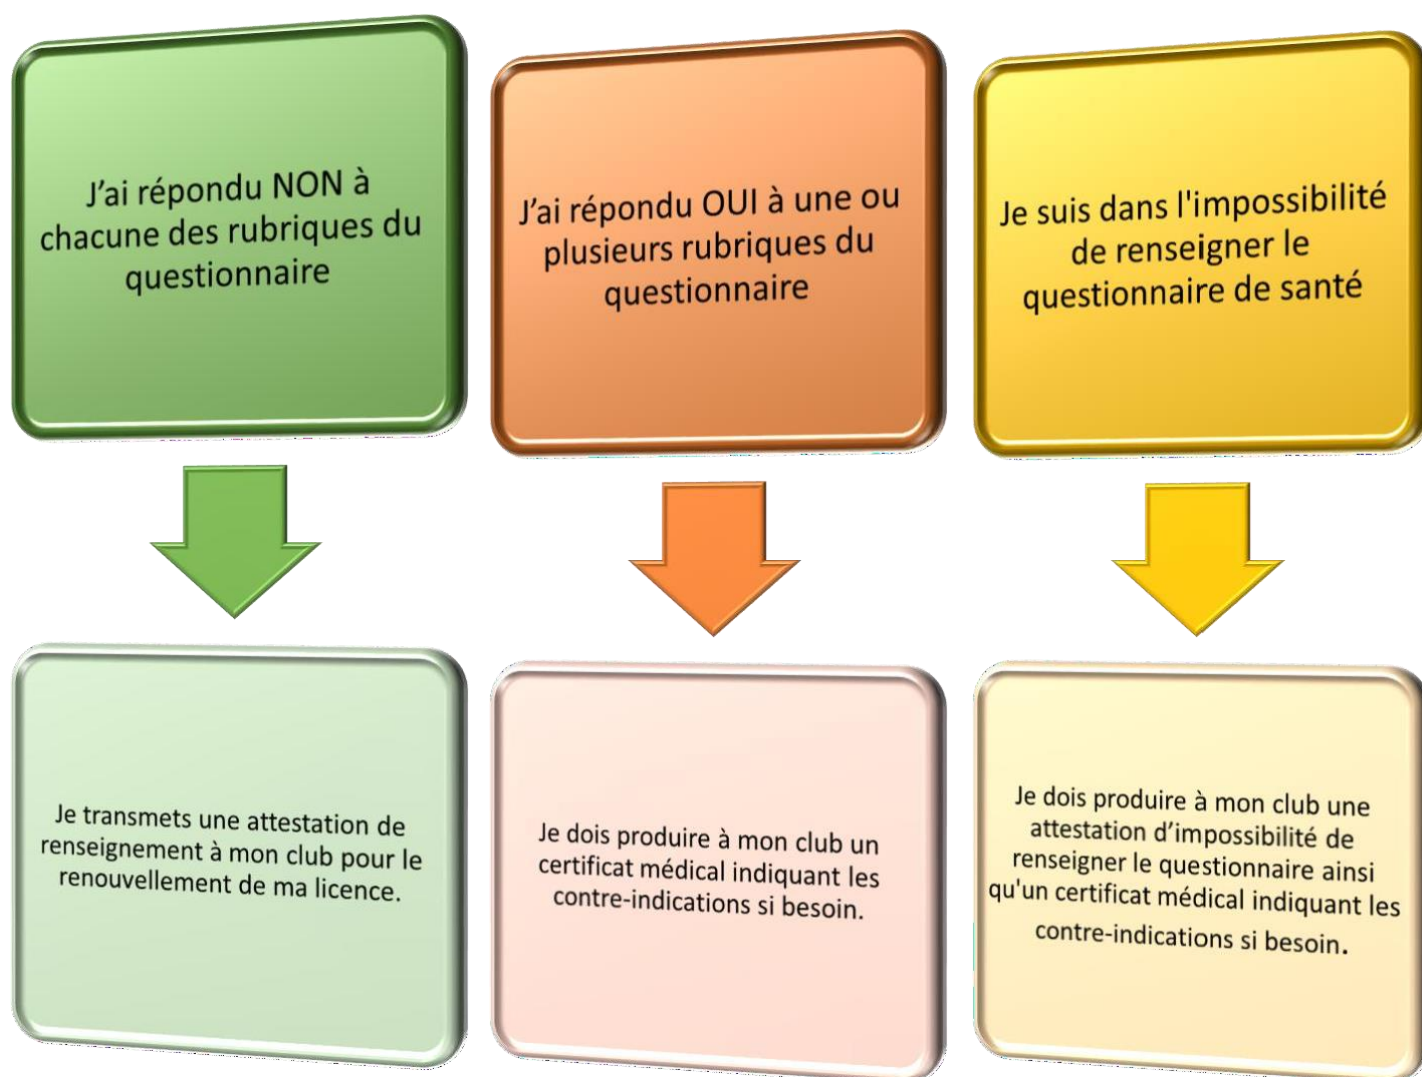 J'ai répondu NON à
chacune des rubriques du
questionnaire
J'ai répondu OUI à une ou
plusieurs rubriques du
questionnaire
Je suis dans l'impossibilité
de renseigner le
questionnaire de santé
Je transmets une attestation de
renseignement à mon club pour le
renouvellement de ma licence.
Je dois produire à mon club un
certificat médical indiquant les
contre-indications si besoin.
Je dois produire à mon club une
attestation d'impossibilité de
renseigner le questionnaire ainsi
qu'un certificat médical indiquant les
contre-indications si besoin.